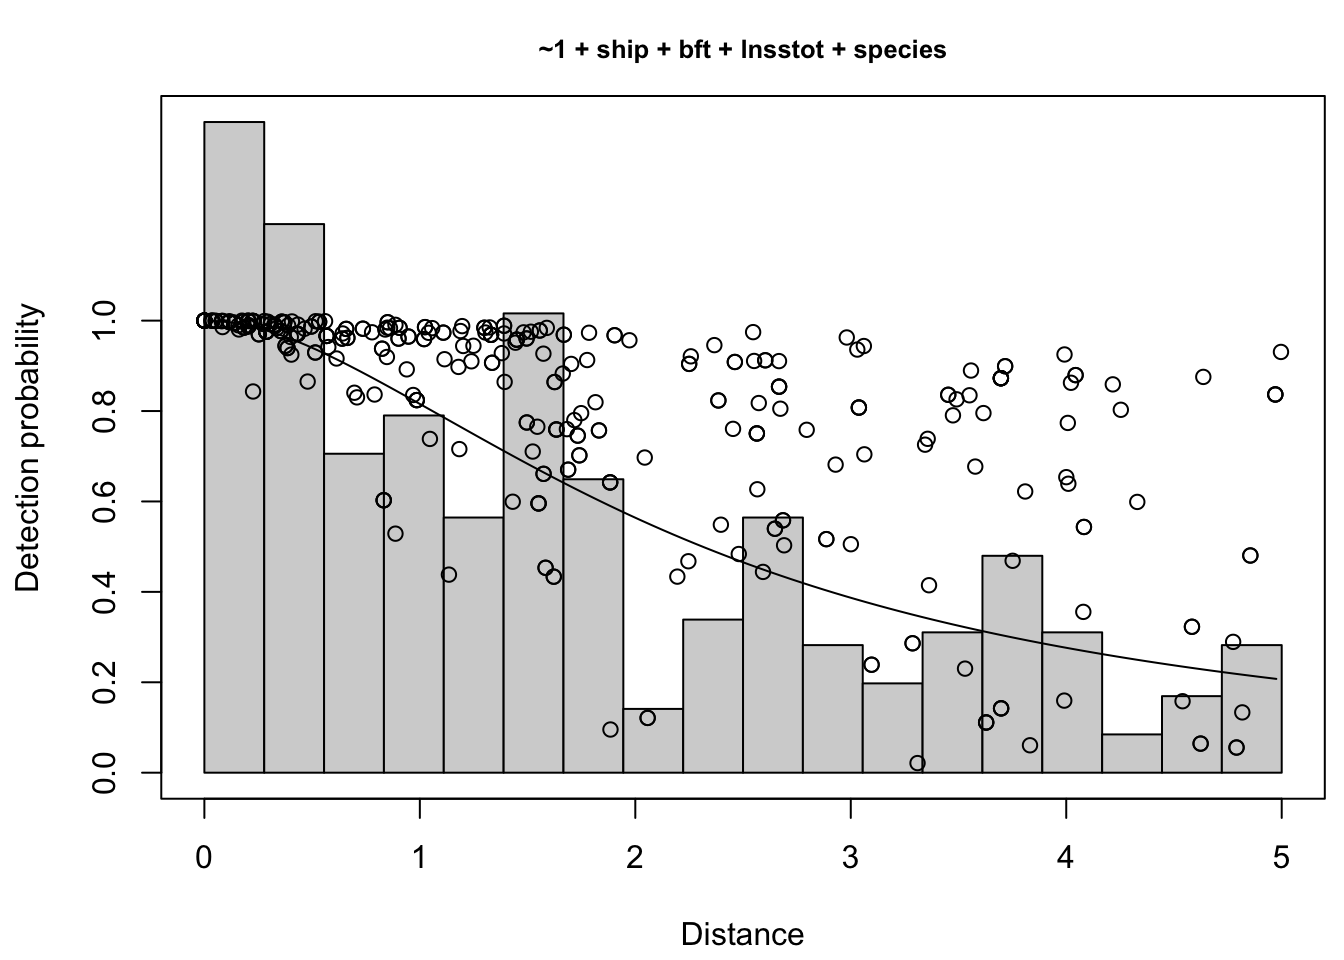 ~1 + ship + bft + lnsstot + species
Detection probability
1.0
0.8
0.6
0.4
0.2
0.0
0 1 2 3 4 5
Distance